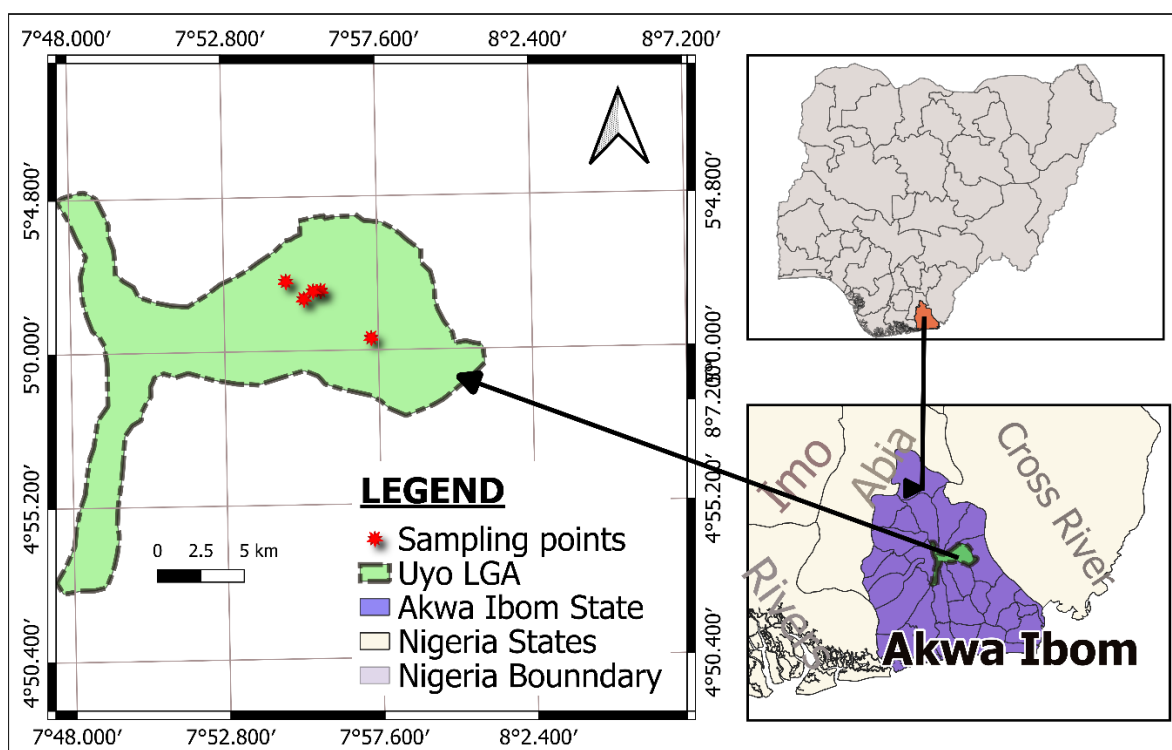 7°48.000′ 7°52.800′ 7°57.600′ 8°2.400′ 8°7.200′
5°4.800′
5°0.000′
4°55.200′
4°50.400′
5°4.800′
5°0.000′
8°7.200′
4°55.200′
4°50.400′
LEGEND
Sampling points
Uyo LGA
Akwa Ibom State
Nigeria States
Nigeria Bounndary
0 2.5 5 km
7°48.000′ 7°52.800′ 7°57.600′ 8°2.400′
Imo
Abia
Cross River
Rivers
Akwa Ibom